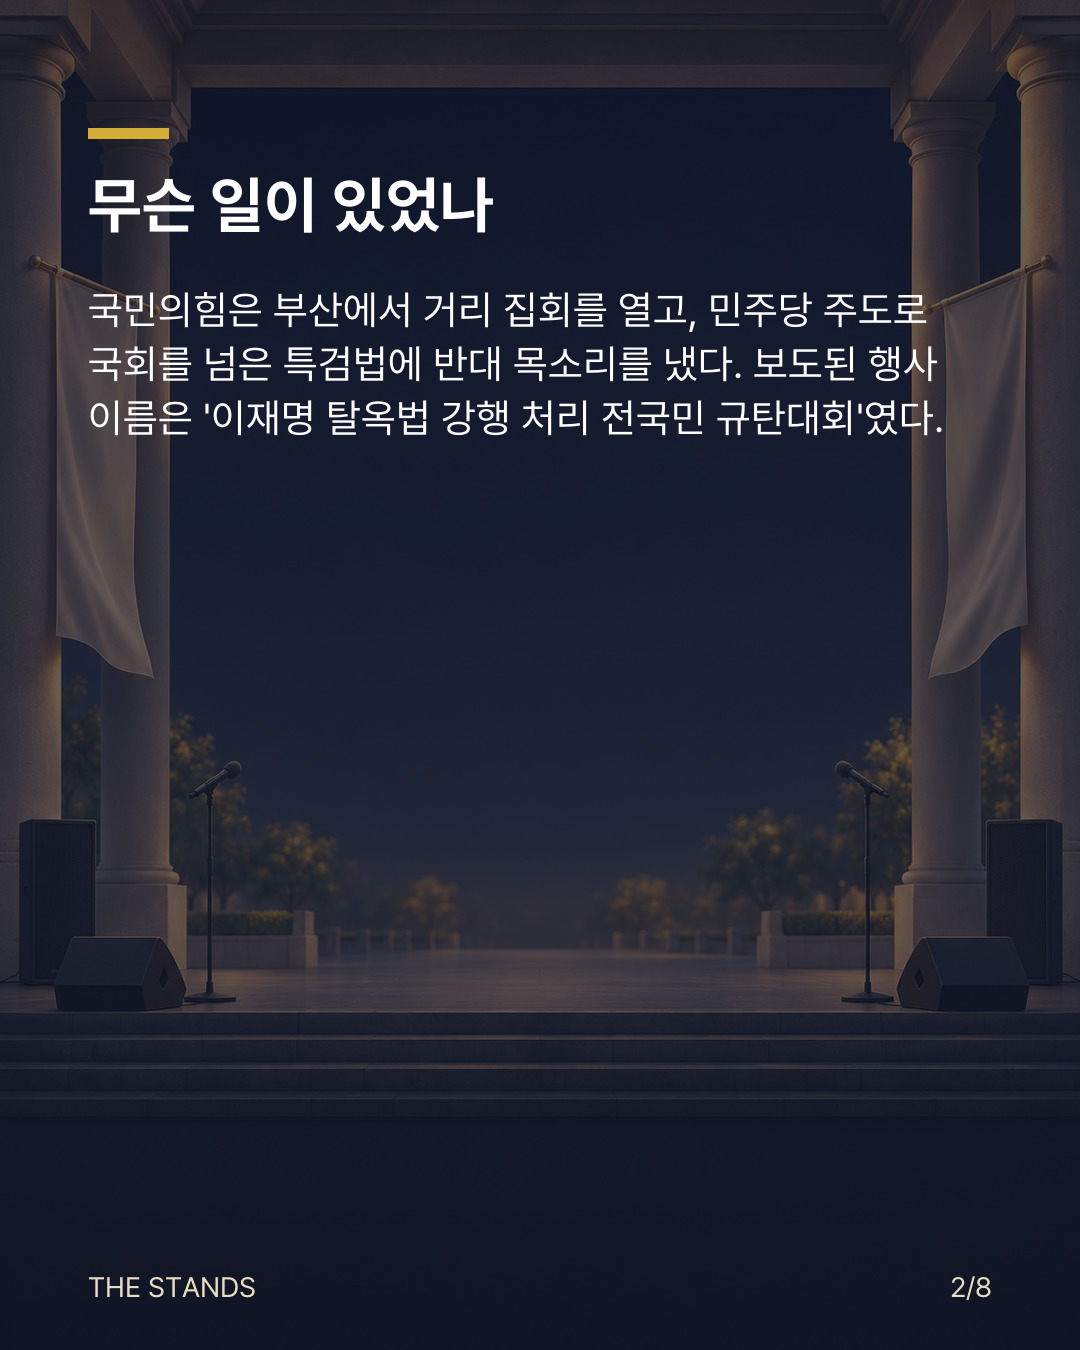 무슨 일이 있었나
국민의힘은 부산에서 거리 집회를 열고, 민주당 주도로
국회를 넘은 특검법에 반대 목소리를 냈다. 보도된 행사
이름은 '이재명 탈옥법 강행 처리 전국민 규탄대회'였다.
THE STANDS
2/8